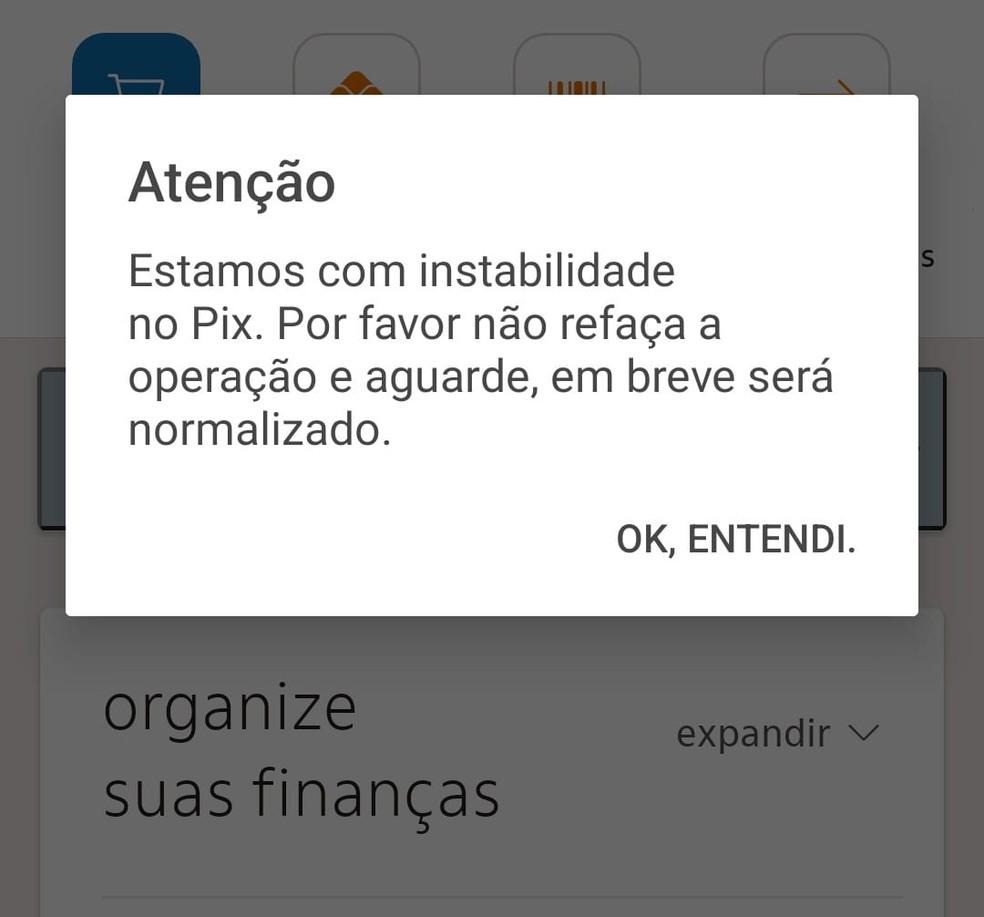 Atenção
Estamos com instabilidade
no Pix. Por favor não refaça a
operação e aguarde, em breve será
normalizado.
OK, ENTENDI.
organize
suas finanças
expandir